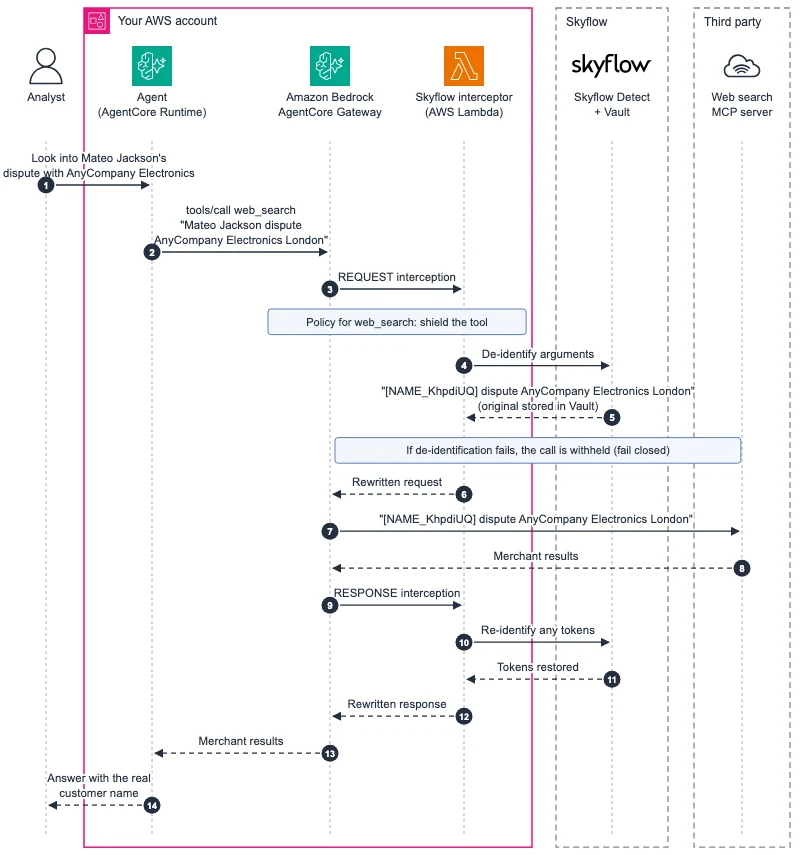 Your AWS account
Skyflow
Third party
skyflow
Analyst
Agent
(AgentCore Runtime)
Amazon Bedrock
AgentCore Gateway
Skyflow interceptor
(AWS Lambda)
Skyflow Detect
+ Vault
Web search
MCP server
Look into Mateo Jackson's
dispute with AnyCompany Electronics
1
tools/call web_search
"Mateo Jackson dispute
AnyCompany Electronics London"
2
REQUEST interception
3
Policy for web_search: shield the tool
De-identify arguments
4
"[NAME_KhpdiUQ] dispute AnyCompany Electronics London"
(original stored in Vault)
5
If de-identification fails, the call is withheld (fail closed)
Rewritten request
6
"[NAME_KhpdiUQ] dispute AnyCompany Electronics London"
7
Merchant results
8
RESPONSE interception
9
Re-identify any tokens
10
Tokens restored
11
Rewritten response
12
Merchant results
13
Answer with the real
customer name
14